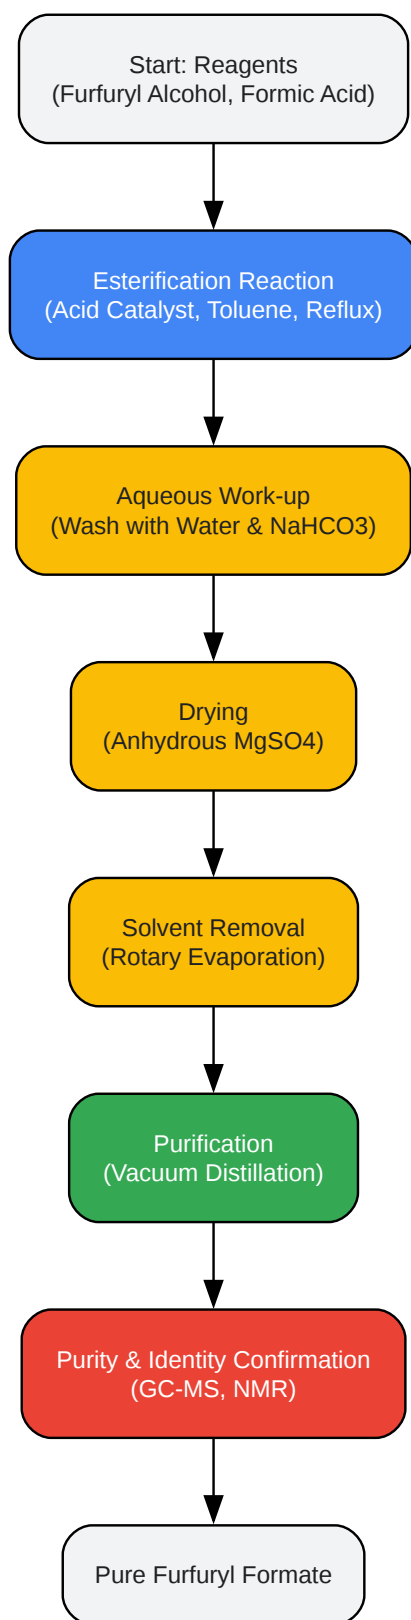 Start: Reagents
(Furfuryl Alcohol, Formic Acid)
Esterification Reaction
(Acid Catalyst, Toluene, Reflux)
Aqueous Work-up
(Wash with Water & NaHCO3)
Drying
(Anhydrous MgSO4)
Solvent Removal
(Rotary Evaporation)
Purification
(Vacuum Distillation)
Purity & Identity Confirmation
(GC-MS, NMR)
Pure Furfuryl Formate